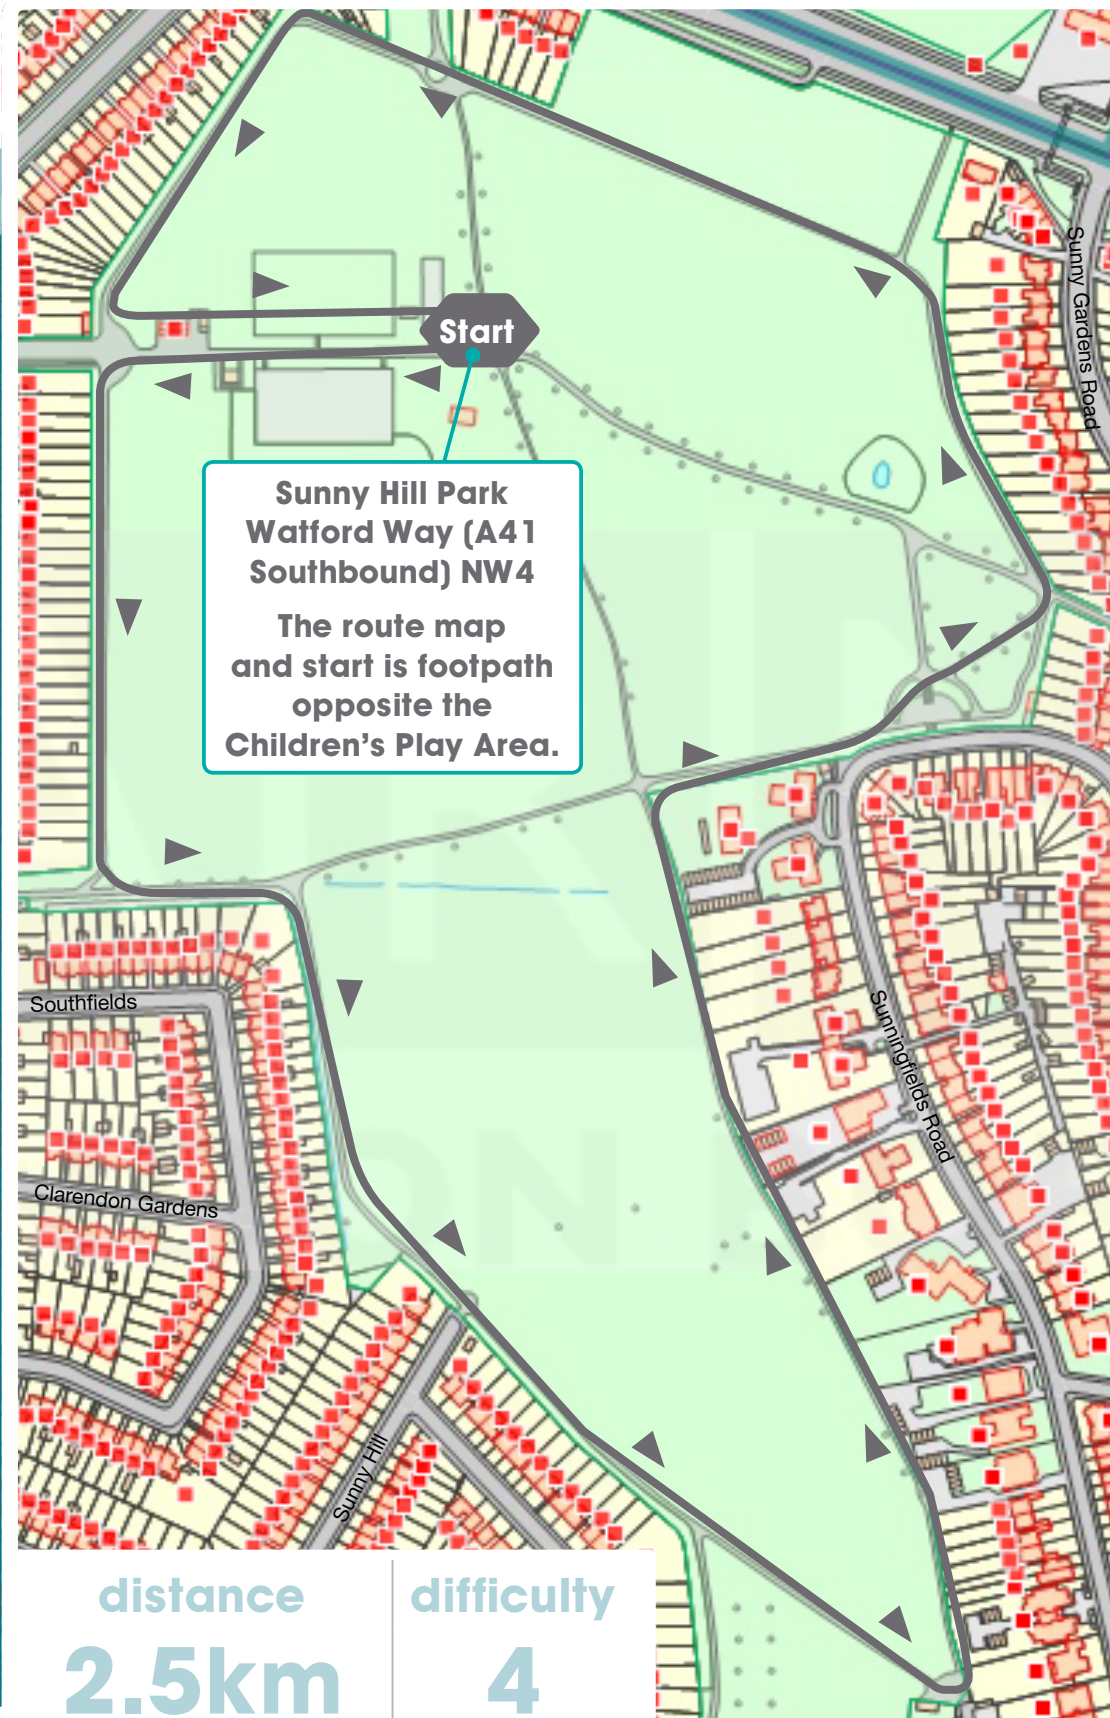 Sunny Gardens Road
Start
Sunny Hill Park
Watford Way (A41
Southbound) NW4
The route map
and start is footpath
opposite the
Children's Play Area.
Southfields
Sunningfields Road
Clarendon Gardens
Sunny Hill
distance
2.5km
difficulty
4